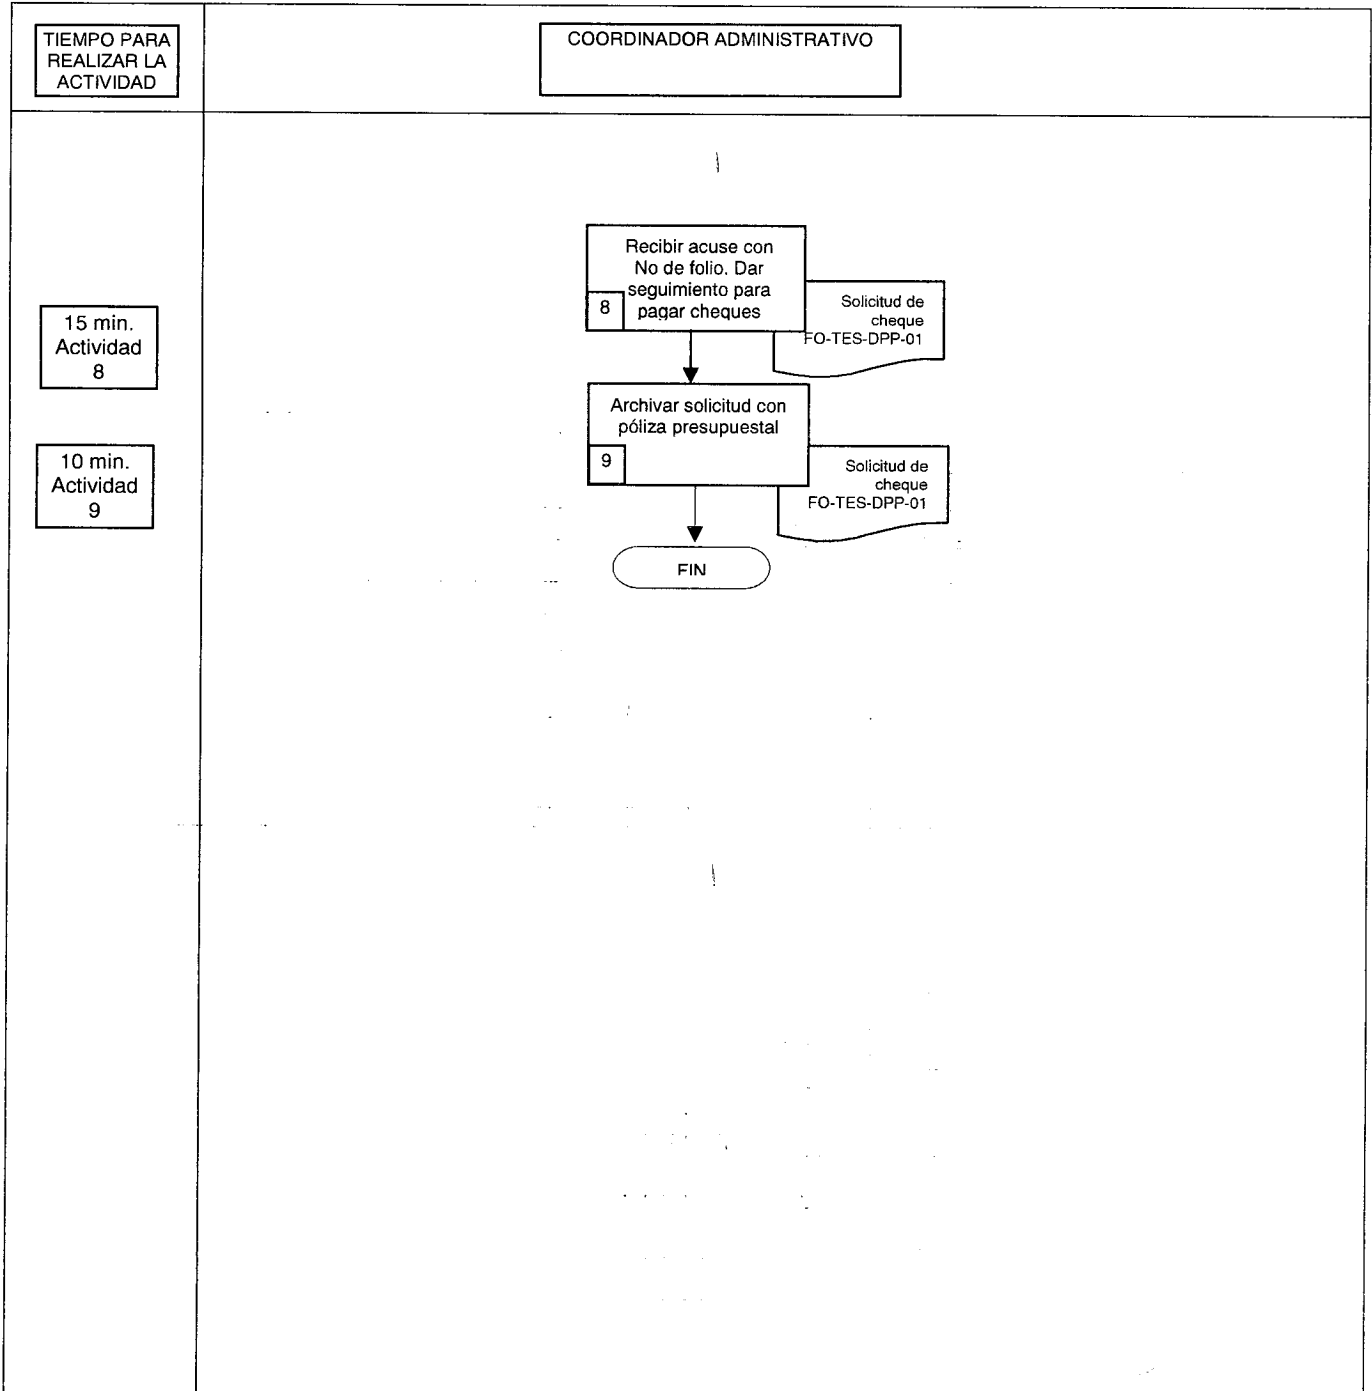 TIEMPO PARA
REALIZAR LA
ACTIVIDAD
COORDINADOR ADMINISTRATIVO
Recibir acuse con
No de folio. Dar
seguimiento para
pagar cheques
8
Solicitud de
cheque
FO-TES-DPP-01
15 min.
Actividad
8
Archivar solicitud con
póliza presupuestal
9
Solicitud de
cheque
FO-TES-DPP-01
10 min.
Actividad
9
FIN